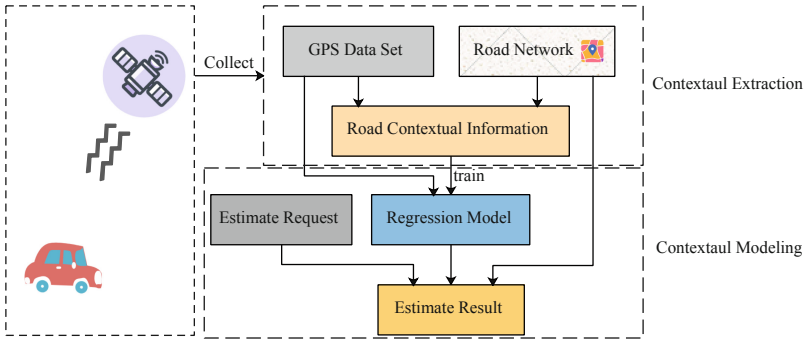 Collect
GPS Data Set
Road Network
Contextaul Extraction
Road Contextual Information
train
Estimate Request
Regression Model
Contextaul Modeling
Estimate Result